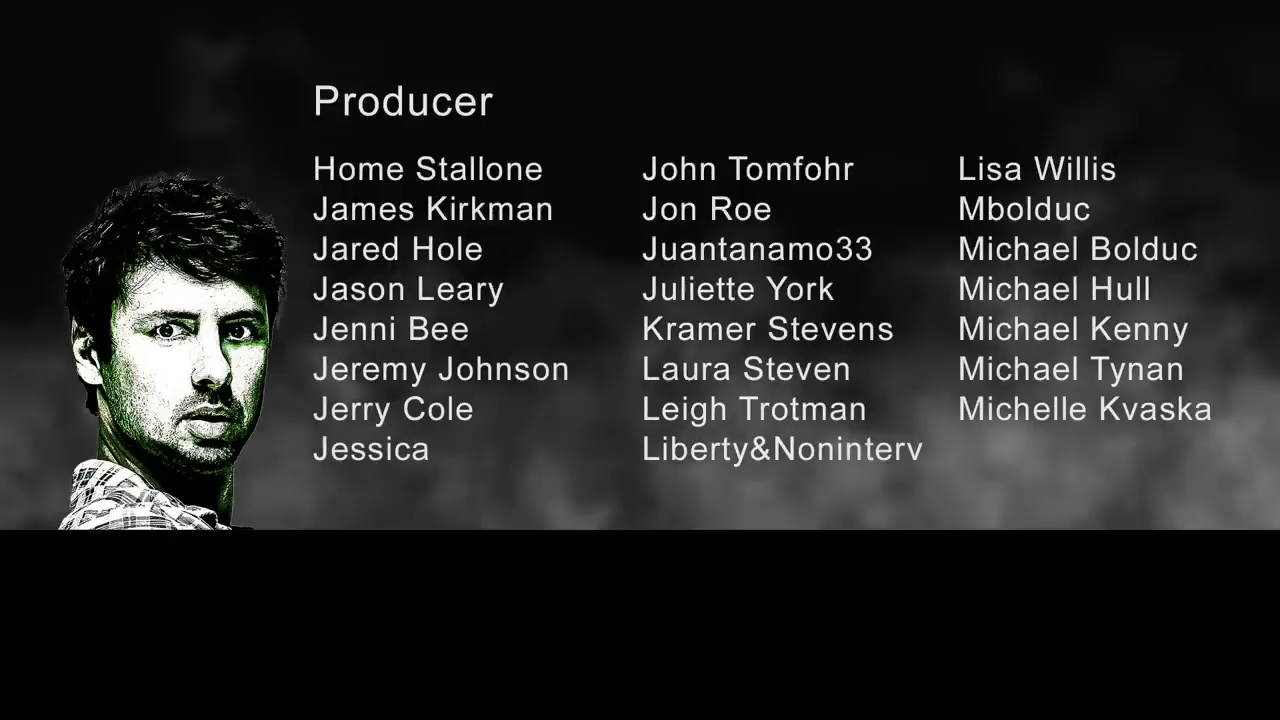 Producer
Home Stallone
James Kirkman
Jared Hole
Jason Leary
Jenni Bee
Jeremy Johnson
Jerry Cole
Jessica
John Tomfohr
Jon Roe
Juantanamo33
Juliette York
Kramer Stevens
Laura Steven
Leigh Trotman
Liberty&Noninterv
Lisa Willis
Mbolduc
Michael Bolduc
Michael Hull
Michael Kenny
Michael Tynan
Michelle Kvaska